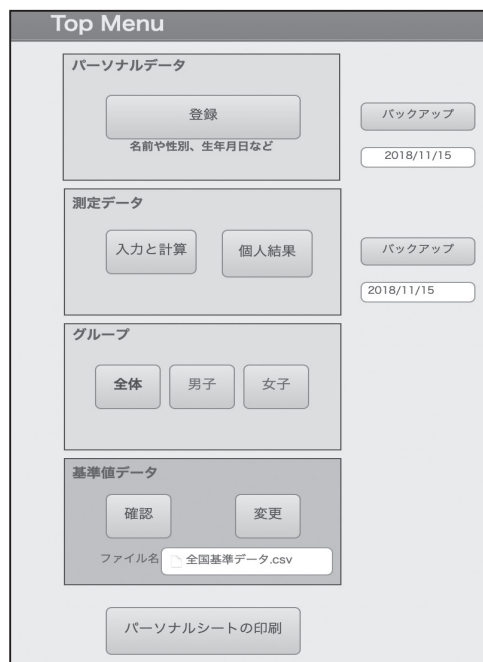 Top Menu
パーソナルデータ
登録
名前や性別、生年月日など
バックアップ
2018/11/15
測定データ
入力と計算
個人結果
バックアップ
2018/11/15
グループ
全体
男子
女子
基準値データ
確認
変更
ファイル名
全国基準データ.csv
パーソナルシートの印刷